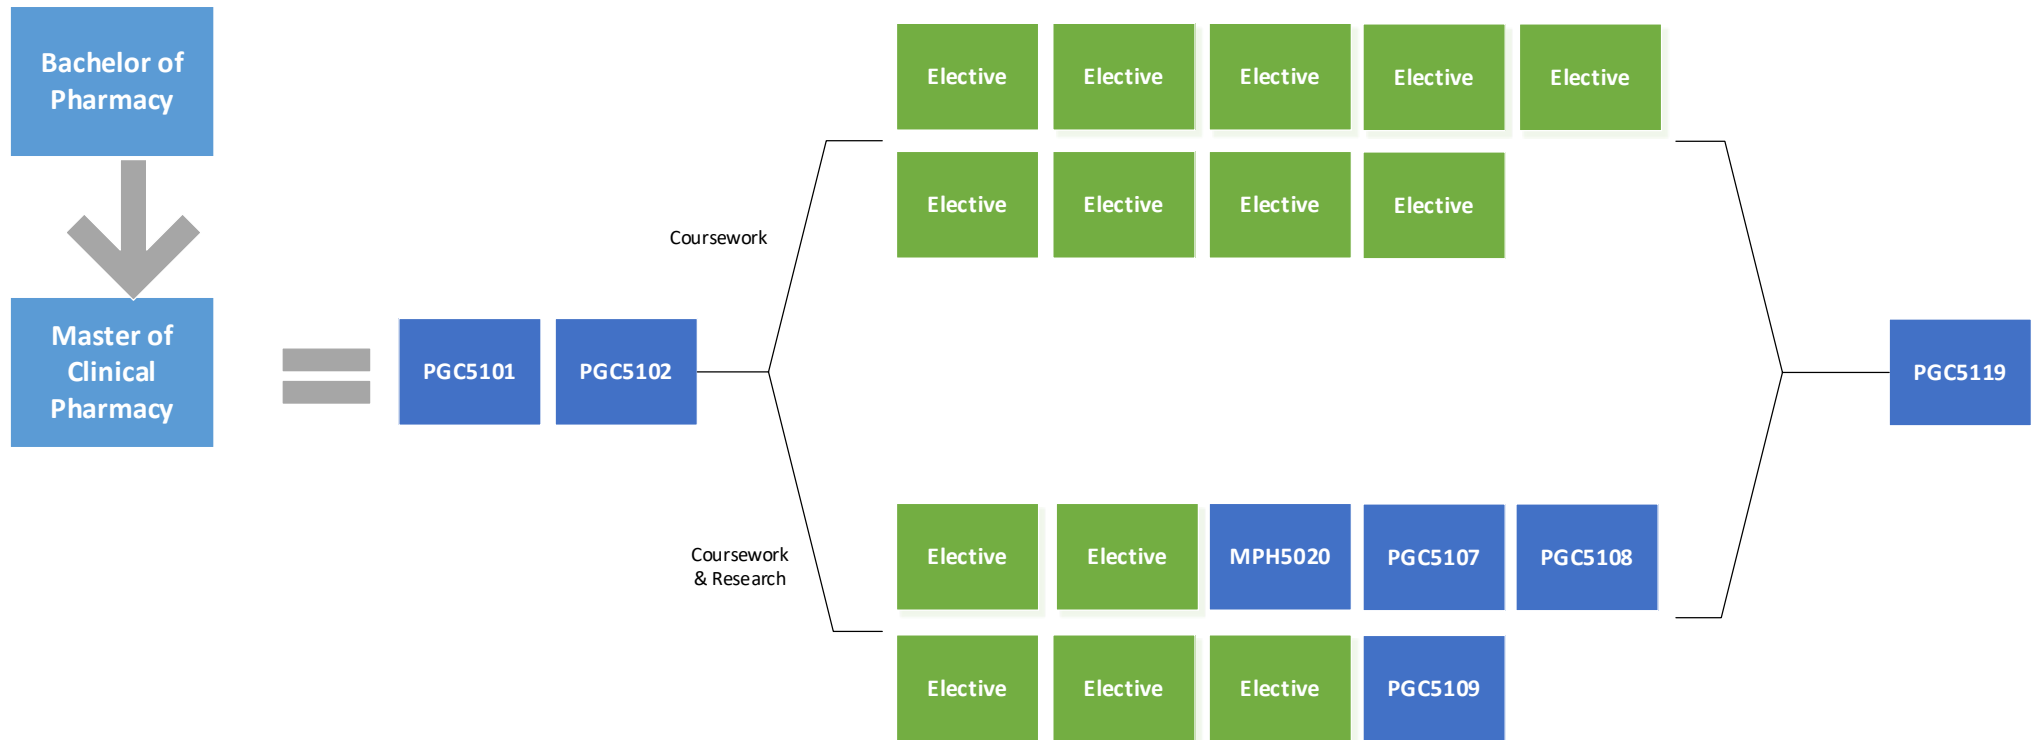 Bachelor of
Pharmacy
Master of
Clinical
Pharmacy
PGC5101
PGC5102
Coursework
Elective
Elective
Elective
Elective
Elective
Elective
Elective
Elective
Elective
Coursework
& Research
Elective
Elective
MPH5020
PGC5107
PGC5108
Elective
Elective
Elective
PGC5109
PGC5119